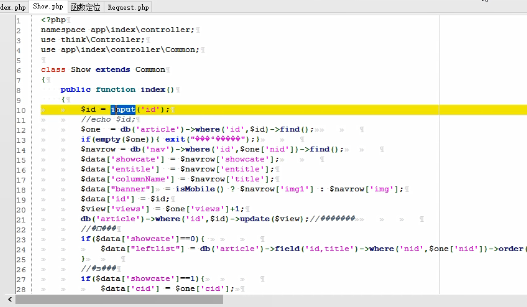 dex.php Show.php 函数定位 Request.php
1 <?php
2 namespace app\index\controller;
3 use think\Controller;
4 use app\index\controller\Common;
5
6 class Show extends Common
7 {
8 public function index()
9 {
10 $id = input('id');
11 //echo $id;
12 $one = db('article')->where('id',$id)->find();
13 if(empty($one)){ exit("
14 $navrow = db('nav')->where('id',$one['nid'])->find();
15 $data['showcate'] = $navrow['showcate'];
16 $data['entitle'] = $navrow['entitle'];
17 $data['columnName'] = $navrow['title'];
18 $data["banner"] = isMobile() ? $navrow['img1'] : $navrow['img'];
19 $data['id'] = $id;
20 $view['views'] = $one['views']+1;
21 db('article')->where('id',$id)->update($view);//
22 //
23 if($data['showcate']==0){
24 $data["leftlist"] = db('article')->field('id,title')->where('nid',$one['nid'])->order(
25 }
26 //
27 if($data['showcate']==1){
28 $data['cid'] = $one['cid'];